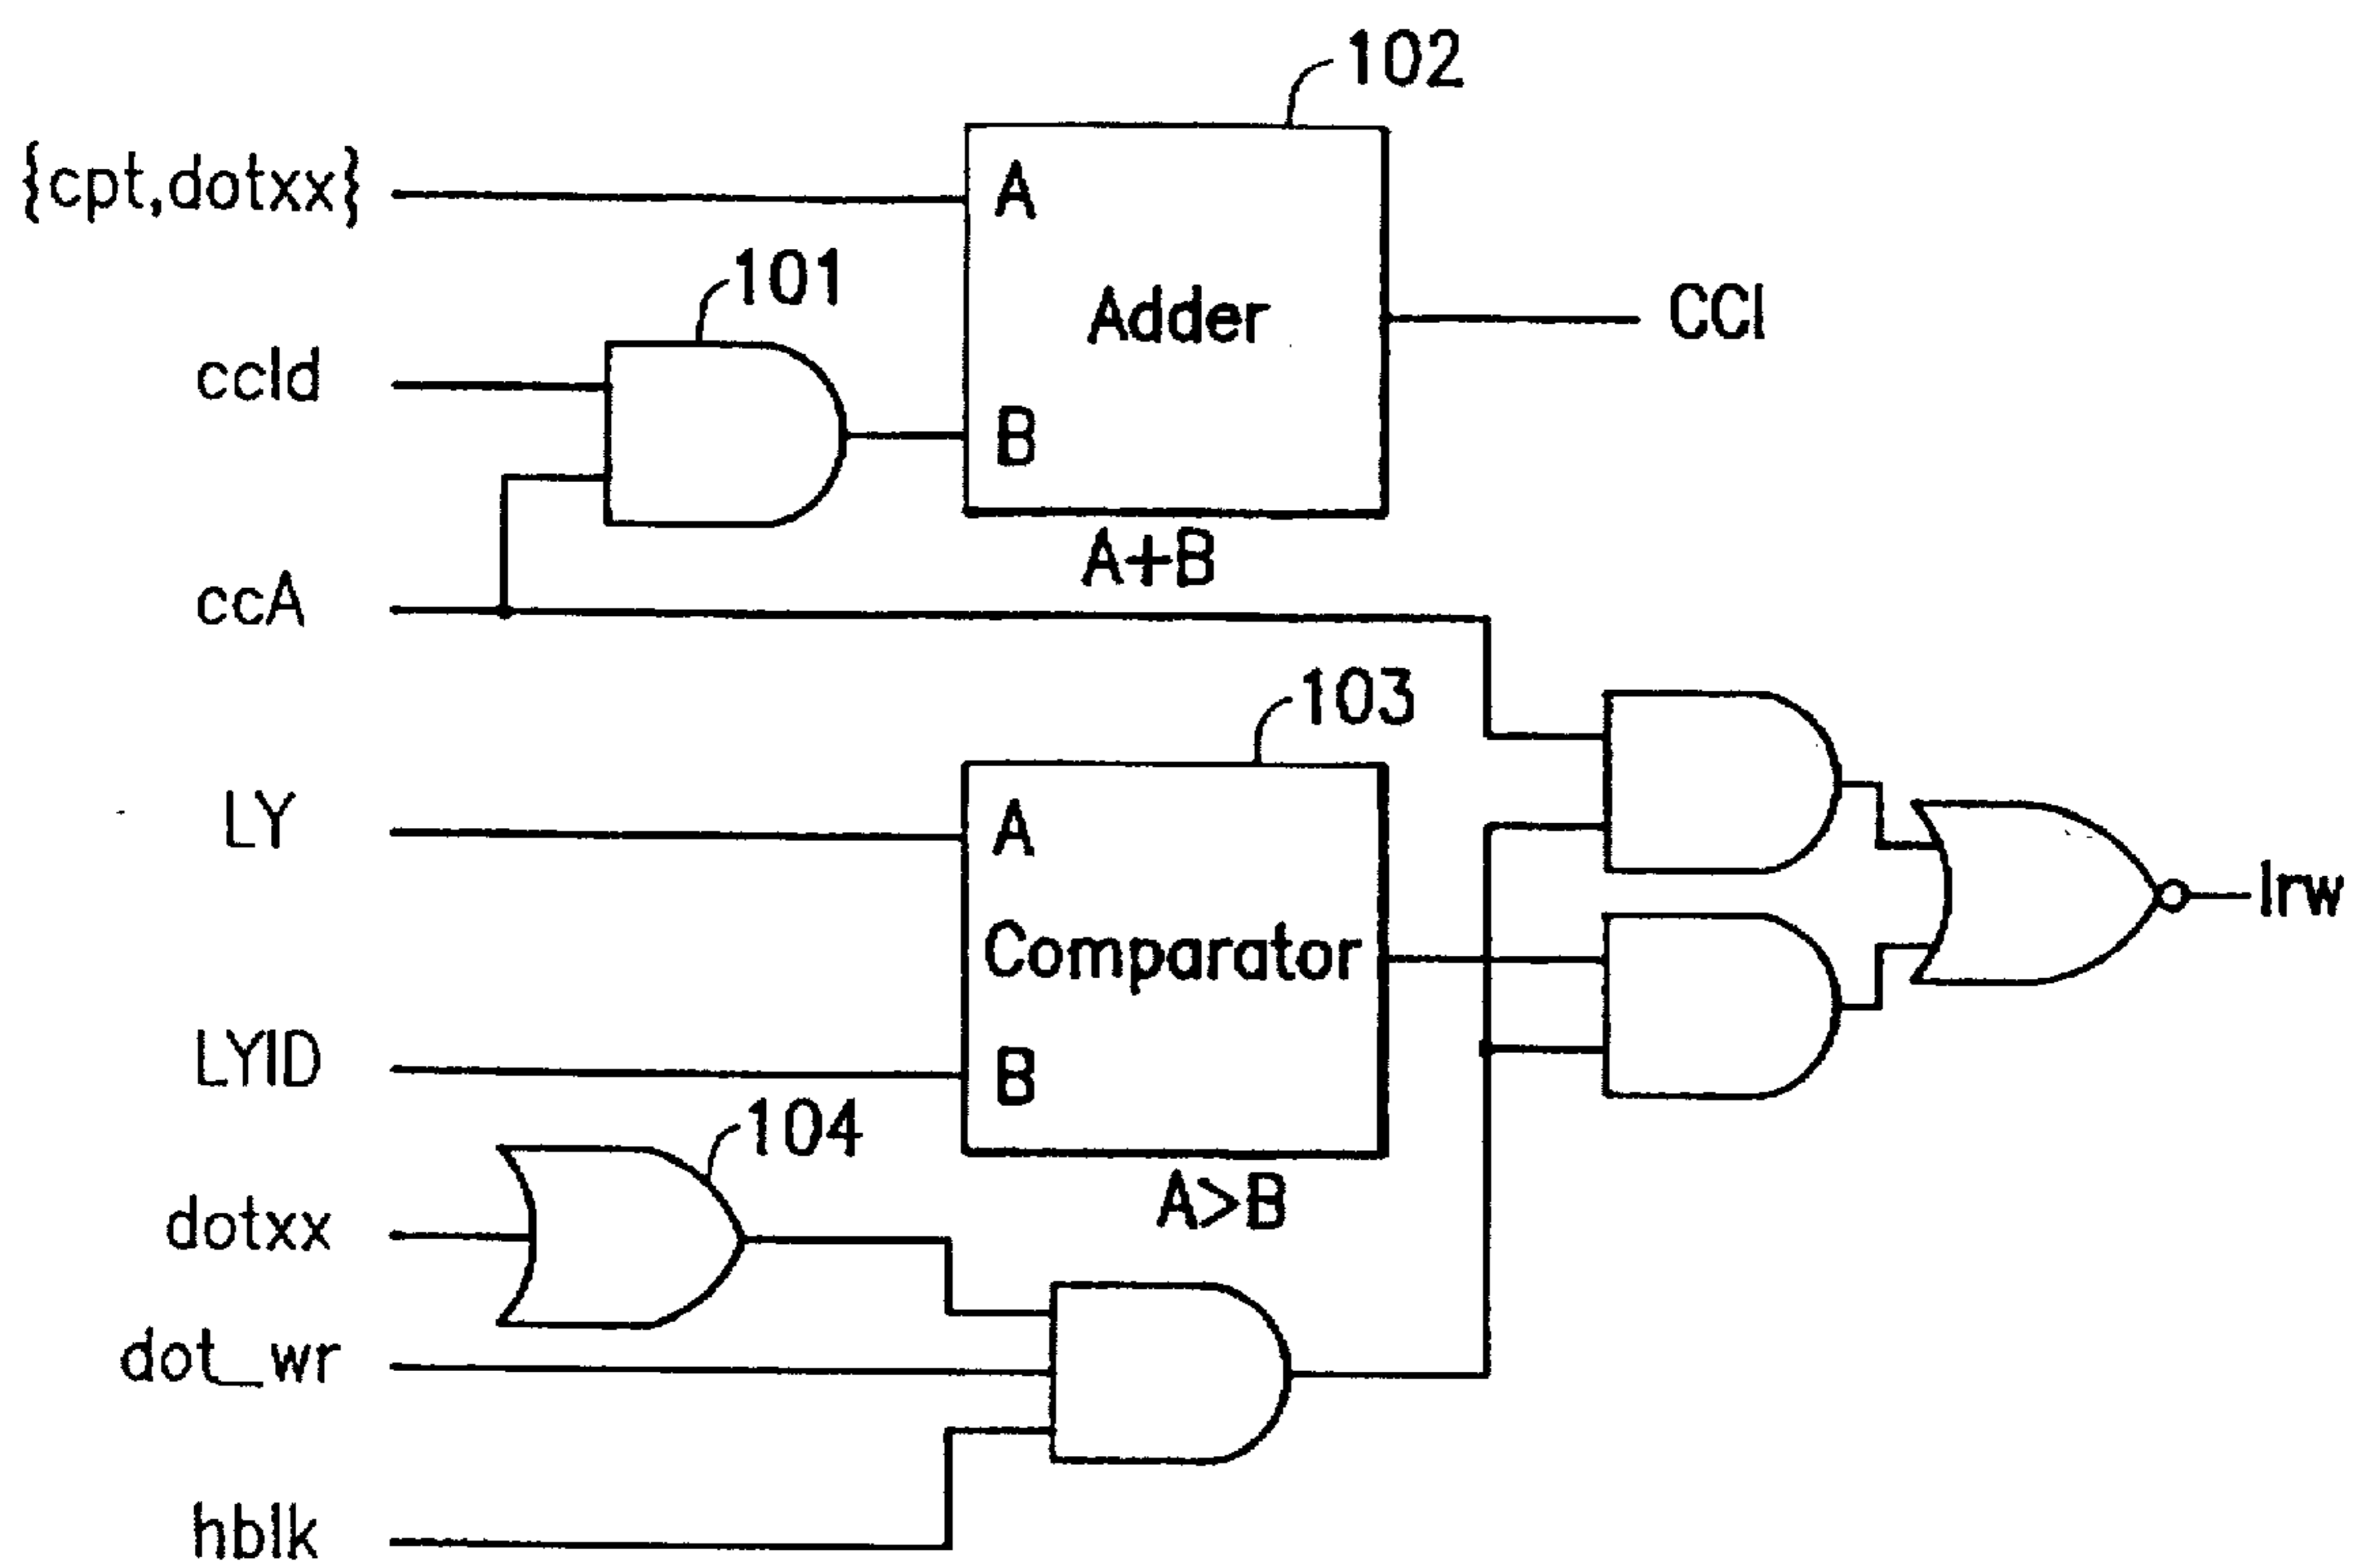 102
{cpt,dotxx}
A
101
Adder
CCl
ccld
B
A+B
ccA
103
LY
A
Comparator
lrw
LYID
B
104
A>B
dotxx
dot_wr
hblk